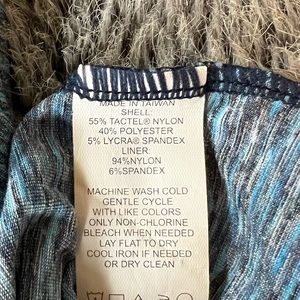 MADE IN TAIWAN
SHELL:
55% TACTEL® NYLON
40% POLYESTER
5% LYCRA® SPANDEX
LINER:
94%NYLON
6%SPANDEX
MACHINE WASH COLD
GENTLE CYCLE
WITH LIKE COLORS
ONLY NON-CHLORINE
BLEACH WHEN NEEDED
LAY FLAT TO DRY
COOL IRON IF NEEDED
OR DRY CLEAN